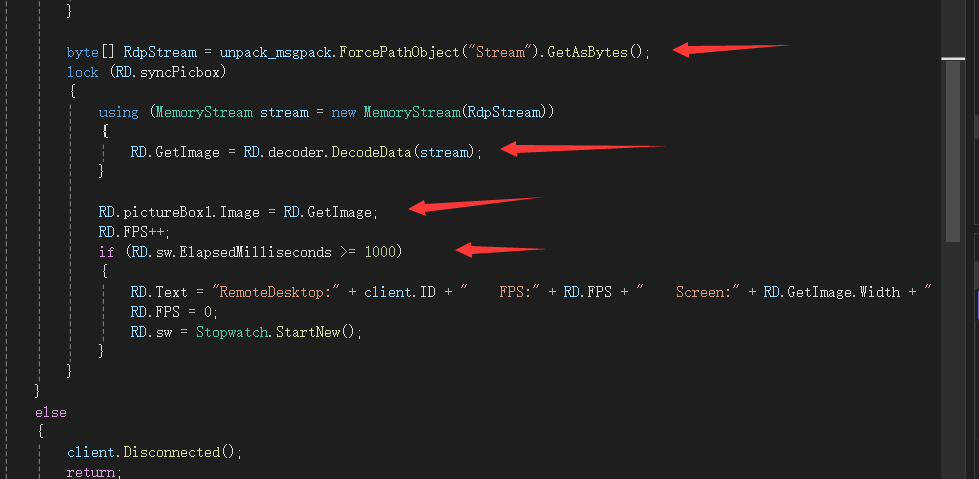 }
byte[] RdpStream = unpack_msgpack.ForcePathObject("Stream").GetAsBytes();
lock (RD.syncPicbox)
{
using (MemoryStream stream = new MemoryStream(RdpStream))
{
RD.GetImage = RD.decoder.DecodeData(stream);
}
RD.pictureBox1.Image = RD.GetImage;
RD.FPS++;
if (RD.sw.ElapsedMilliseconds >= 1000)
{
RD.Text = "RemoteDesktop:" + client.ID + "    FPS:" + RD.FPS + "    Screen:" + RD.GetImage.Width + "
RD.FPS = 0;
RD.sw = Stopwatch.StartNew();
}
}
}
else
{
client.Disconnected();
return;